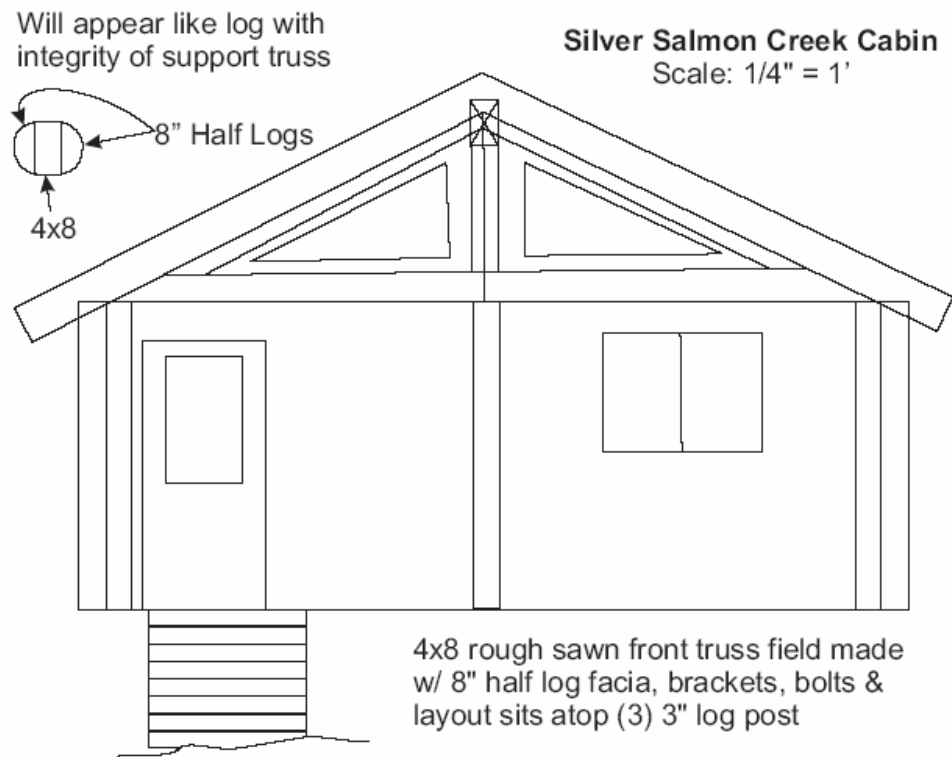 Will appear like log with
integrity of support truss
Silver Salmon Creek Cabin
Scale: 1/4" = 1’
8” Half Logs
4x8
4x8 rough sawn front truss field made
w/ 8" half log facia, brackets, bolts &
layout sits atop (3) 3" log post